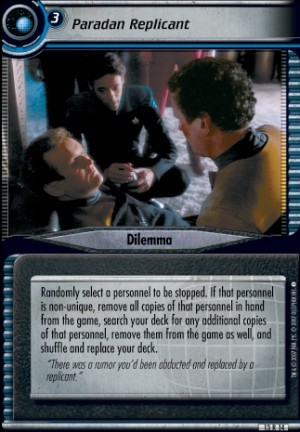 3
Paradan Replicant
Dilemma
Randomly select a personnel to be stopped. If that personnel
is non-unique, remove all copies of that personnel in hand
from the game, search your deck for any additional copies
of that personnel, remove them from the game as well, and
shuffle and replace your deck.
"There was a rumor you'd been abducted and replaced by a
replicant."